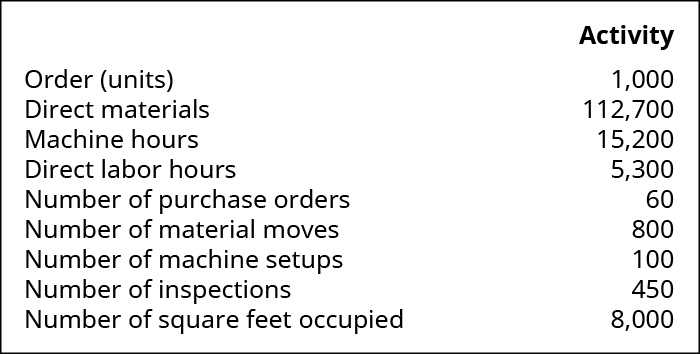 Activity
Order (units) 1,000
Direct materials 112,700
Machine hours 15,200
Direct labor hours 5,300
Number of purchase orders 60
Number of material moves 800
Number of machine setups 100
Number of inspections 450
Number of square feet occupied 8,000